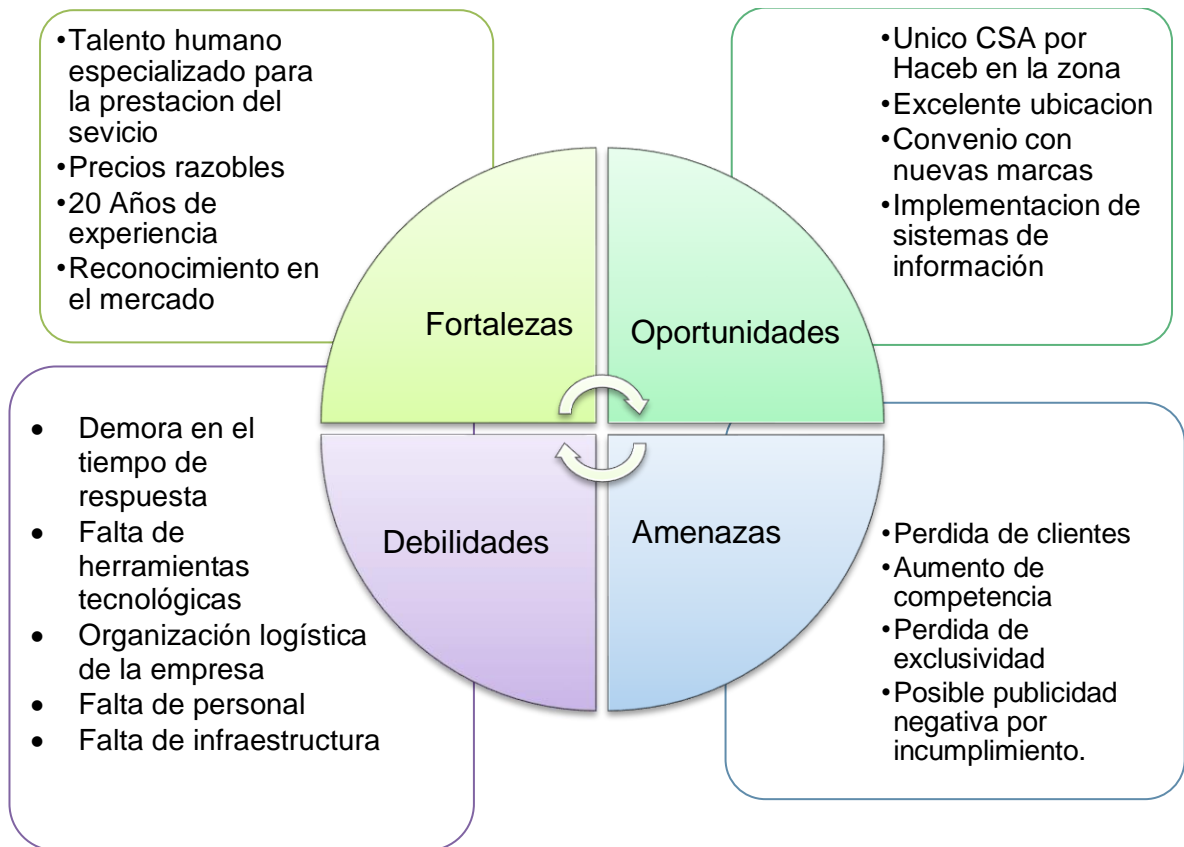 •Talento humano
especializado para
la prestacion del
sevicio
•Precios razobles
•20 Años de
experiencia
•Reconocimiento en
el mercado
•Unico CSA por
Haceb en la zona
•Excelente ubicacion
•Convenio con
nuevas marcas
•Implementacion de
sistemas de
información
Fortalezas
Oportunidades
• Demora en el
tiempo de
respuesta
• Falta de
herramientas
tecnológicas
• Organización logística
de la empresa
• Falta de personal
• Falta de infraestructura
Debilidades
Amenazas
•Perdida de clientes
•Aumento de
competencia
•Perdida de
exclusividad
•Posible publicidad
negativa por
incumplimiento.